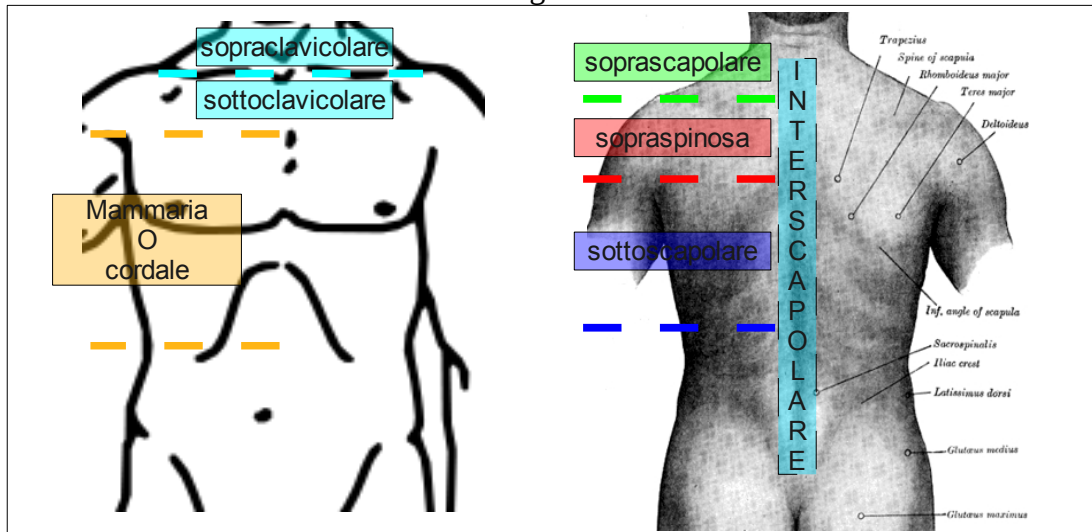 g
sopraclavicolare
sottoclavicolare
Mammaria
O
cordale
soprascapolare
sopraspinosa
sottoscapolare
INTERSCAPOLARE
Trapezius
Spine of scapula
Rhomboideus major
Teres major
Deltoideus
Inf. angle of scapula
Sacrospinalis
Iliac crest
Latissimus dorsi
Glutæus medius
Glutæus maximus